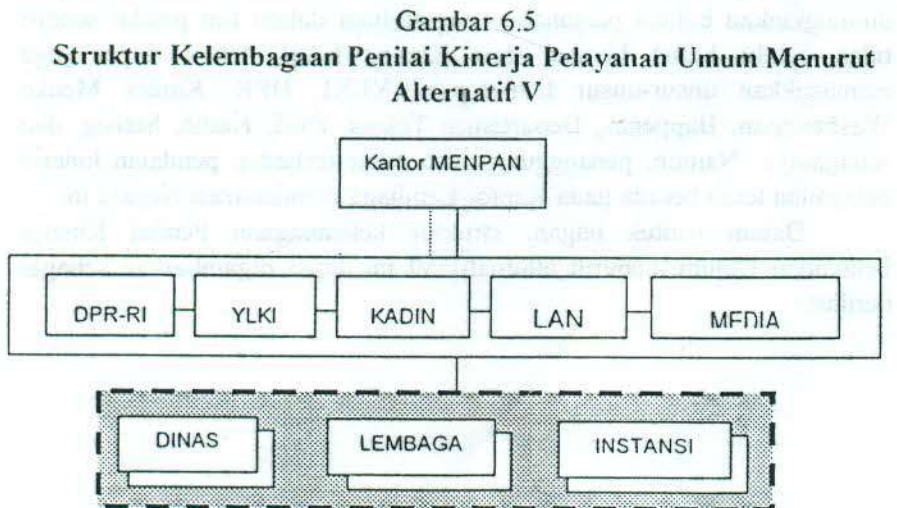 Gambar 6.5
Struktur Kelembagaan Penilai Kinerja Pelayanan Umum Menurut
Alternatif V
Kantor MENPAN
DPR-RI YLKI KADIN LAN MEDIA
DINAS LEMBAGA INSTANSI